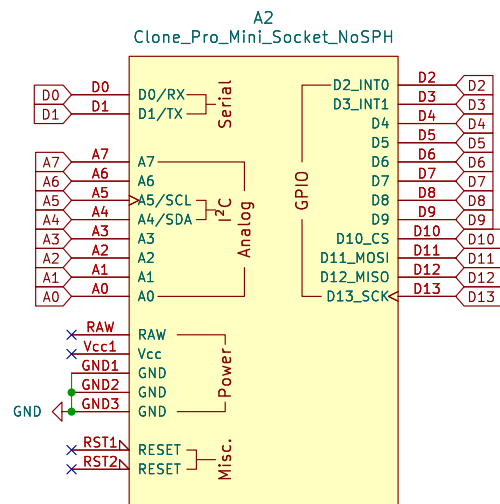 A2
Clone_Pro_Mini_Socket_NoSPH
D0 D0 D0/RX
D1 D1 D1/TX
Serial
A7 A7 A7
A6 A6 A6
A5 A5 A5/SCL
A4 A4 A4/SDA
A3 A3 A3
A2 A2 A2
A1 A1 A1
A0 A0 A0
I²C
Analog
RAW RAW
Vcc1 Vcc
GND1 GND
GND2 GND
GND GND3 GND
Power
RST1 RESET
RST2 RESET
Misc.
GPIO
D2_INT0 D2 D2
D3_INT1 D3 D3
D4 D4 D4
D5 D5 D5
D6 D6 D6
D7 D7 D7
D8 D8 D8
D9 D9 D9
D10_CS D10 D10
D11_MOSI D11 D11
D12_MISO D12 D12
D13_SCK D13 D13